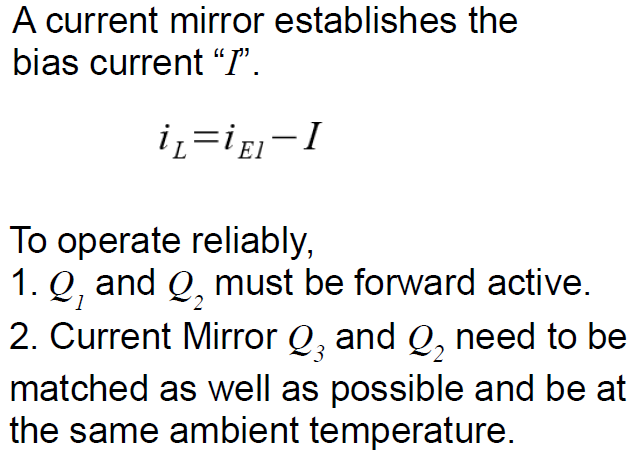 A current mirror establishes the
bias current “I”.
i_L=i_{E1}−I
To operate reliably,
1. Q_1 and Q_2 must be forward active.
2. Current Mirror Q_3 and Q_2 need to be
matched as well as possible and be at
the same ambient temperature.